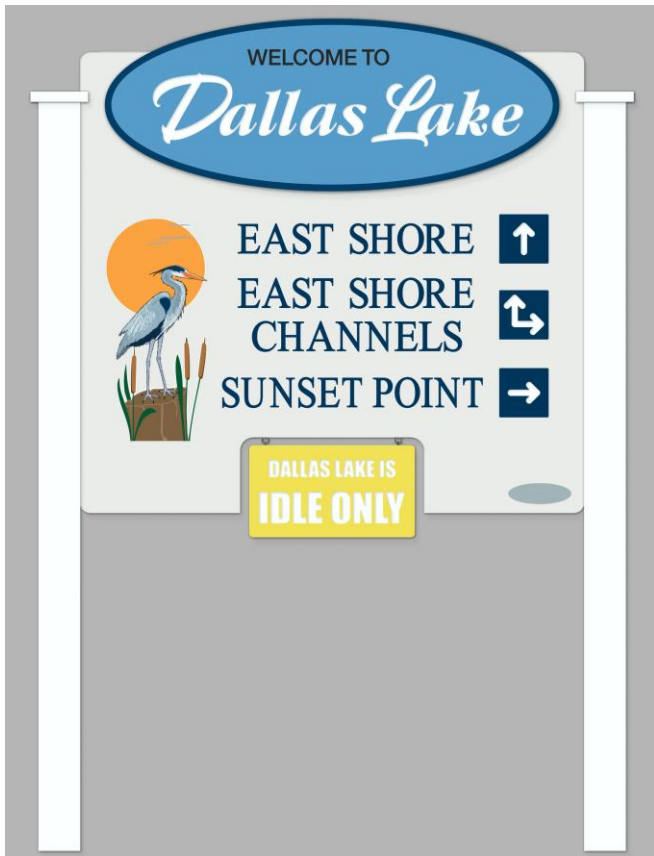 WELCOME TO
Dallas Lake
EAST SHORE
EAST SHORE
CHANNELS
SUNSET POINT
DALLAS LAKE IS
IDLE ONLY